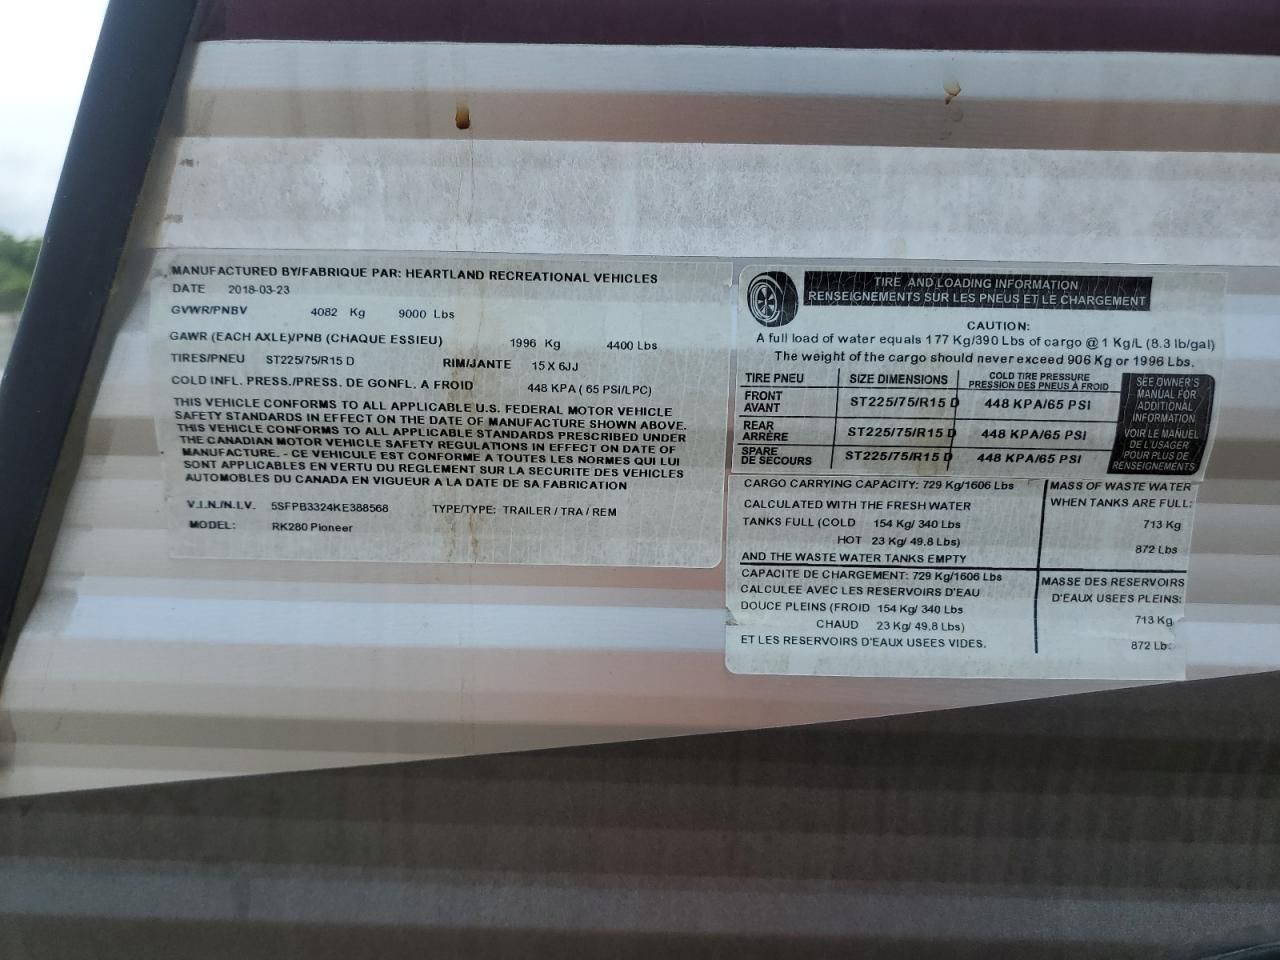 MANUFACTURED BY/FABRIQUE PAR: HEARTLAND RECREATIONAL VEHICLES
DATE 2018-03-23
GVWR/PNBV 4082 Kg 9000 Lbs
GAWR (EACH AXLE)/PNB (CHAQUE ESSIEU) 1996 Kg 4400 Lbs
TIRES/PNEU ST225/75/R15 D RIM/JANTE 15 X 6JJ
COLD INFL. PRESS./PRESS. DE GONFL. A FROID 448 KPA ( 65 PSI/LPC)
THIS VEHICLE CONFORMS TO ALL APPLICABLE U.S. FEDERAL MOTOR VEHICLE
SAFETY STANDARDS IN EFFECT ON THE DATE OF MANUFACTURE SHOWN ABOVE.
THIS VEHICLE CONFORMS TO ALL APPLICABLE STANDARDS PRESCRIBED UNDER
THE CANADIAN MOTOR VEHICLE SAFETY REGULATIONS IN EFFECT ON DATE OF
MANUFACTURE. - CE VEHICULE EST CONFORME A TOUTES LES NORMES QUI LUI
SONT APPLICABLES EN VERTU DU REGLEMENT SUR LA SECURITE DES VEHICLES
AUTOMOBILES DU CANADA EN VIGUEUR A LA DATE DE SA FABRICATION
V.I.N./N.I.V. 5SFPB3324KE388568 TYPE/TYPE: TRAILER / TRA / REM
MODEL: RK280 Pioneer
TIRE AND LOADING INFORMATION
RENSEIGNEMENTS SUR LES PNEUS ET LE CHARGEMENT
CAUTION:
A full load of water equals 177 Kg/390 Lbs of cargo @ 1 Kg/L (8.3 lb/gal)
The weight of the cargo should never exceed 906 Kg or 1996 Lbs.
TIRE PNEU SIZE DIMENSIONS COLD TIRE PRESSURE
PRESSION DES PNEUS A FROID
FRONT
AVANT ST225/75/R15 D 448 KPA/65 PSI
REAR
ARRÈRE ST225/75/R15 D 448 KPA/65 PSI
SPARE
DE SECOURS ST225/75/R15 D 448 KPA/65 PSI
SEE OWNER'S
MANUAL FOR
ADDITIONAL
INFORMATION
VOIR LE MANUEL
DE L'USAGER
POUR PLUS DE
RENSEIGNEMENTS
CARGO CARRYING CAPACITY: 729 Kg/1606 Lbs
CALCULATED WITH THE FRESH WATER
TANKS FULL (COLD 154 Kg/ 340 Lbs
HOT 23 Kg/ 49.8 Lbs)
AND THE WASTE WATER TANKS EMPTY
MASS OF WASTE WATER
WHEN TANKS ARE FULL:
713 Kg
872 Lbs
CAPACITE DE CHARGEMENT: 729 Kg/1606 Lbs
CALCULEE AVEC LES RESERVOIRS D'EAU
DOUCE PLEINS (FROID 154 Kg/ 340 Lbs
CHAUD 23 Kg/ 49.8 Lbs)
ET LES RESERVOIRS D'EAUX USEES VIDES.
MASSE DES RESERVOIRS
D'EAUX USEES PLEINS:
713 Kg
872 Lb